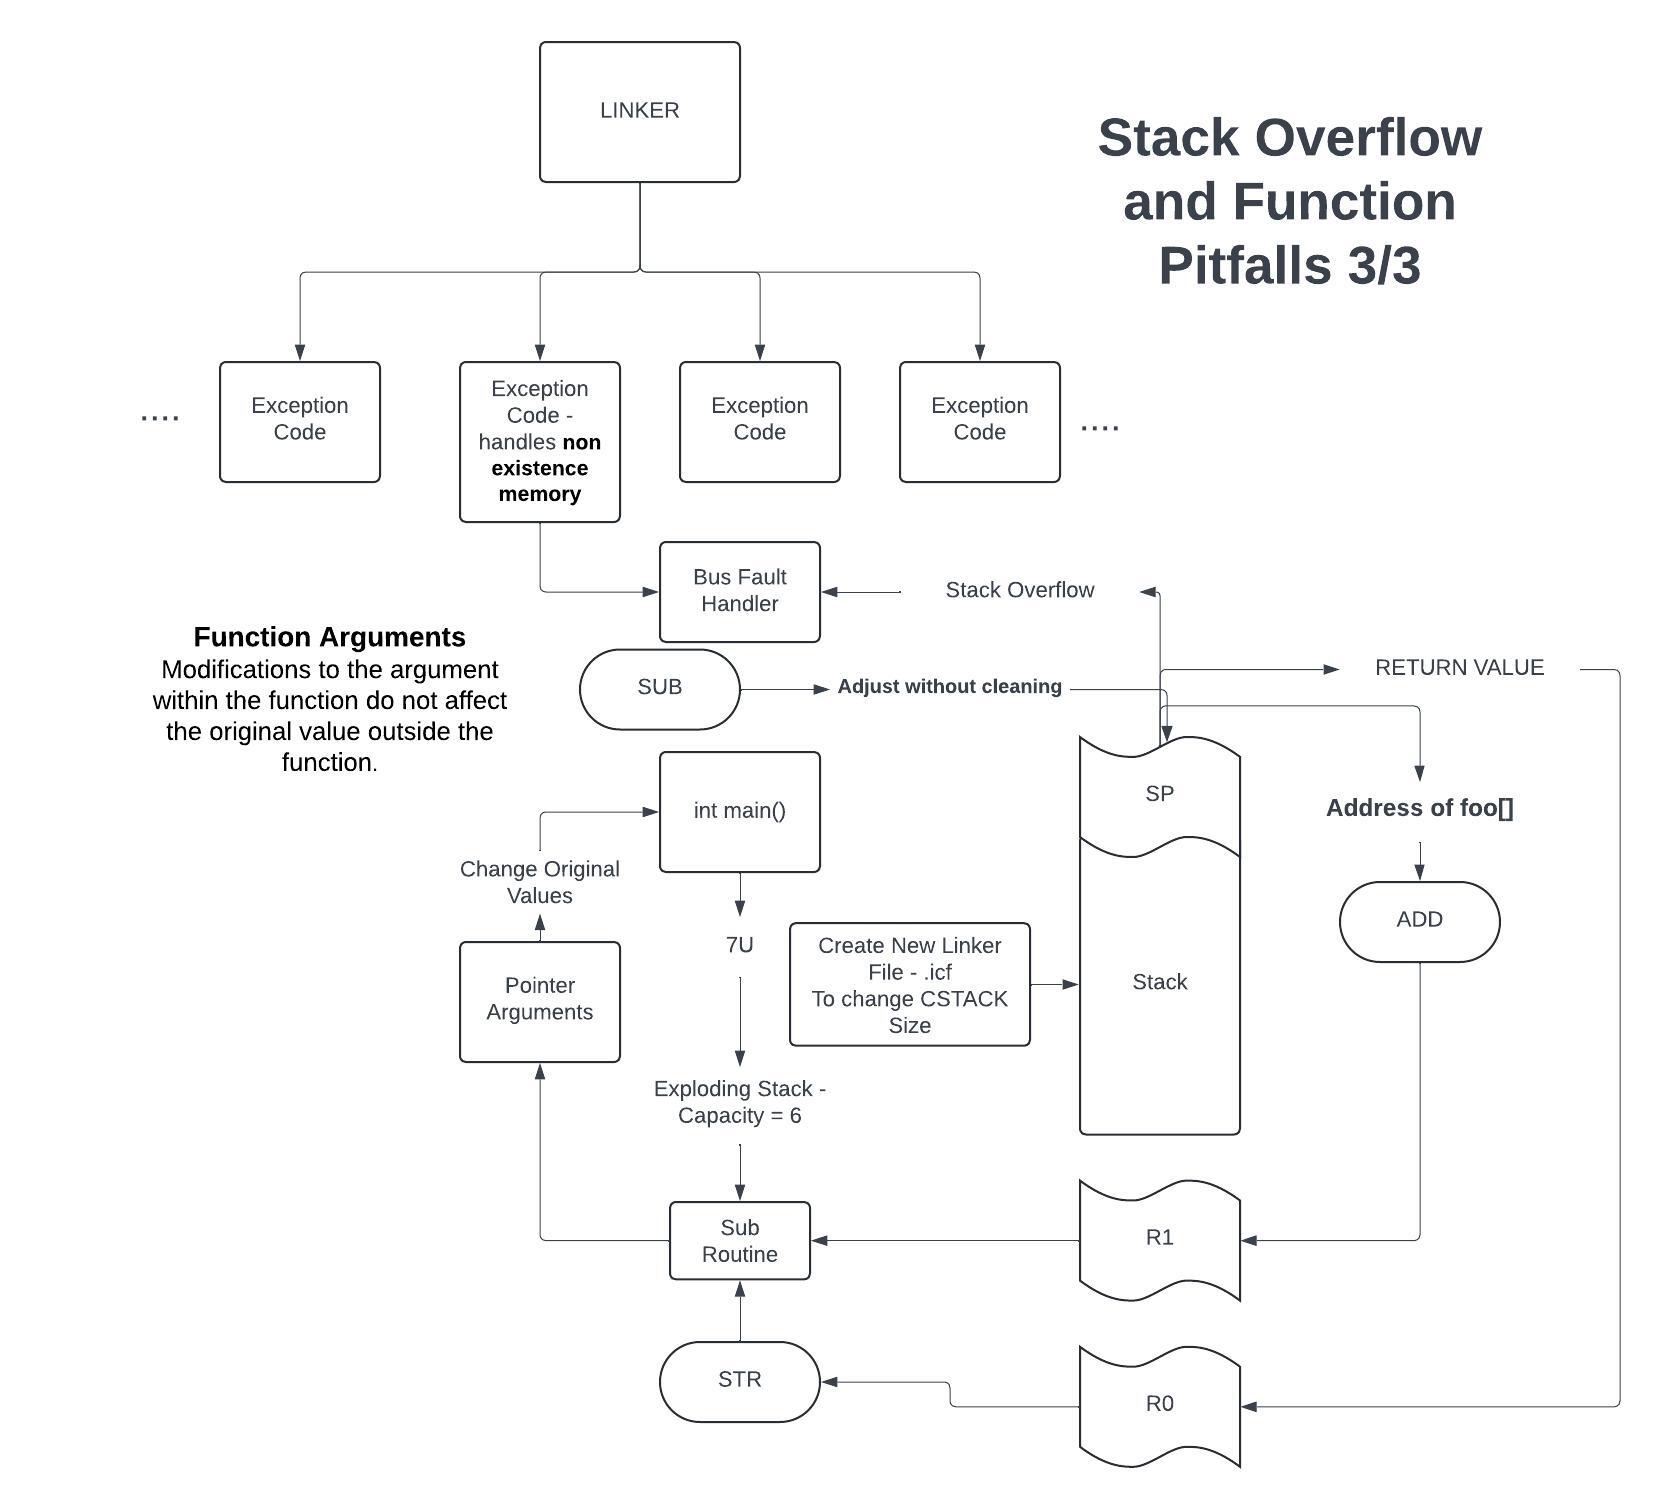 LINKER
Stack Overflow
and Function
Pitfalls 3/3
....
Exception
Code
Exception
Code -
handles non
existence
memory
Exception
Code
Exception
Code
....
Bus Fault
Handler
Stack Overflow
Function Arguments
Modifications to the argument
within the function do not affect
the original value outside the
function.
SUB
Adjust without cleaning
RETURN VALUE
int main()
SP
Address of foo[]
Change Original
Values
7U
Create New Linker
File - .icf
To change CSTACK
Size
ADD
Pointer
Arguments
Stack
Exploding Stack -
Capacity = 6
Sub
Routine
R1
STR
R0